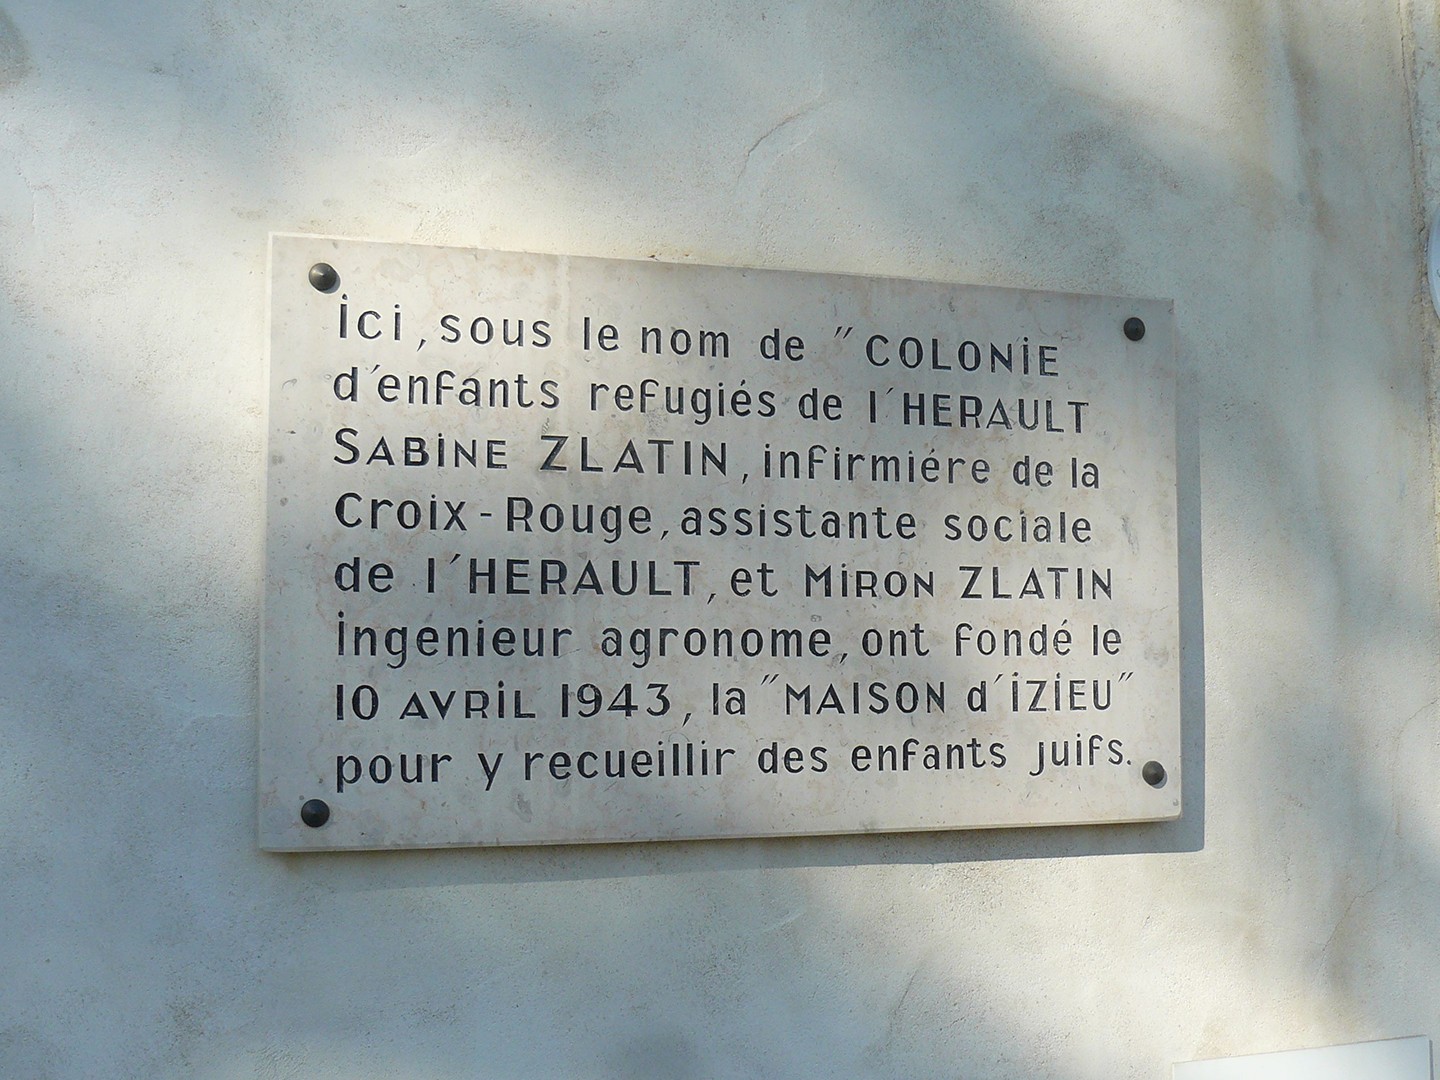 Ici, sous le nom de "COLONIE
d'enfants refugiés de l'HERAULT
SABINE ZLATIN, infirmiére de la
Croix-Rouge, assistante sociale
de l'HERAULT, et MIRON ZLATIN
Ingénieur agronome, ont fondé le
10 AVRIL 1943, la "MAISON d'IZIEU"
pour y recueillir des enfants juifs.